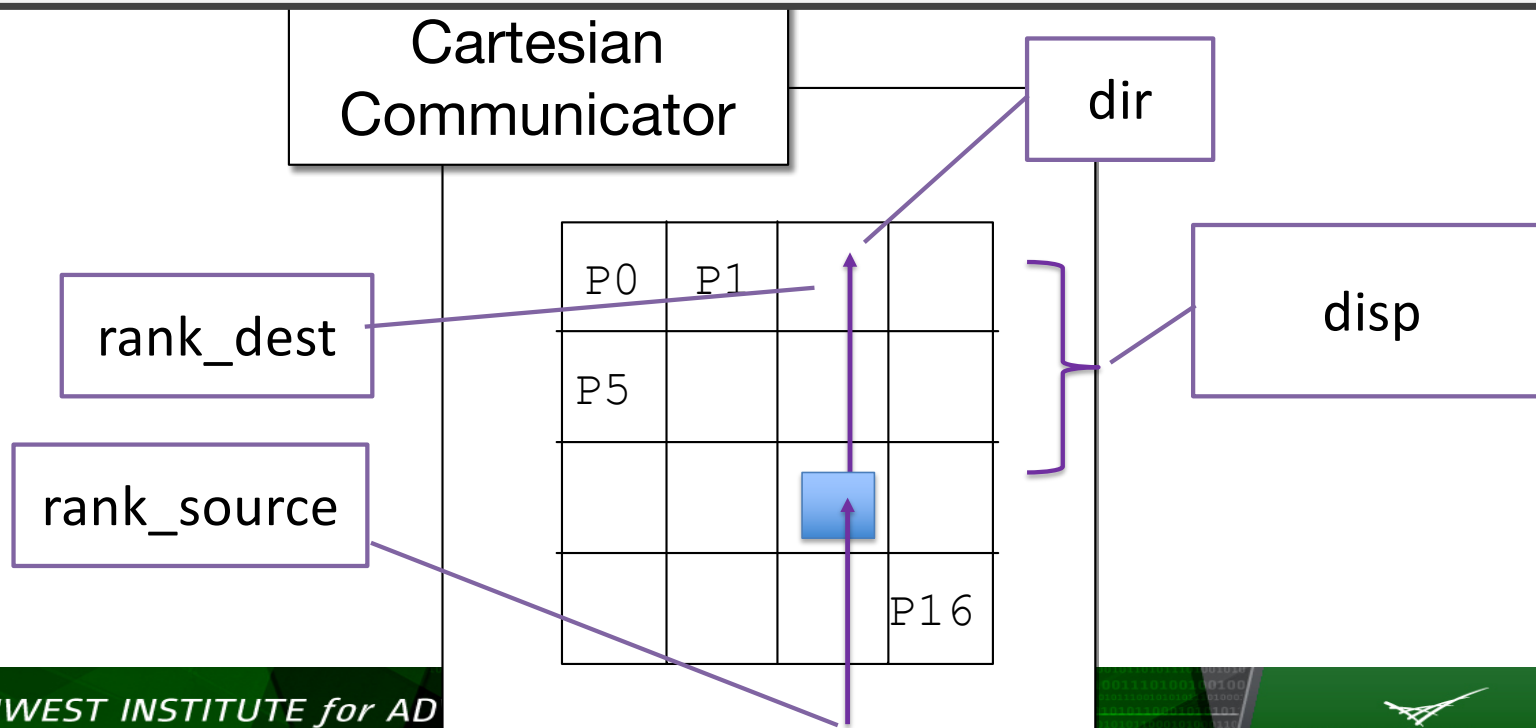 Cartesian
Communicator
dir
P0 P1
rank_dest
disp
P5
rank_source
P16
WEST INSTITUTE for AD